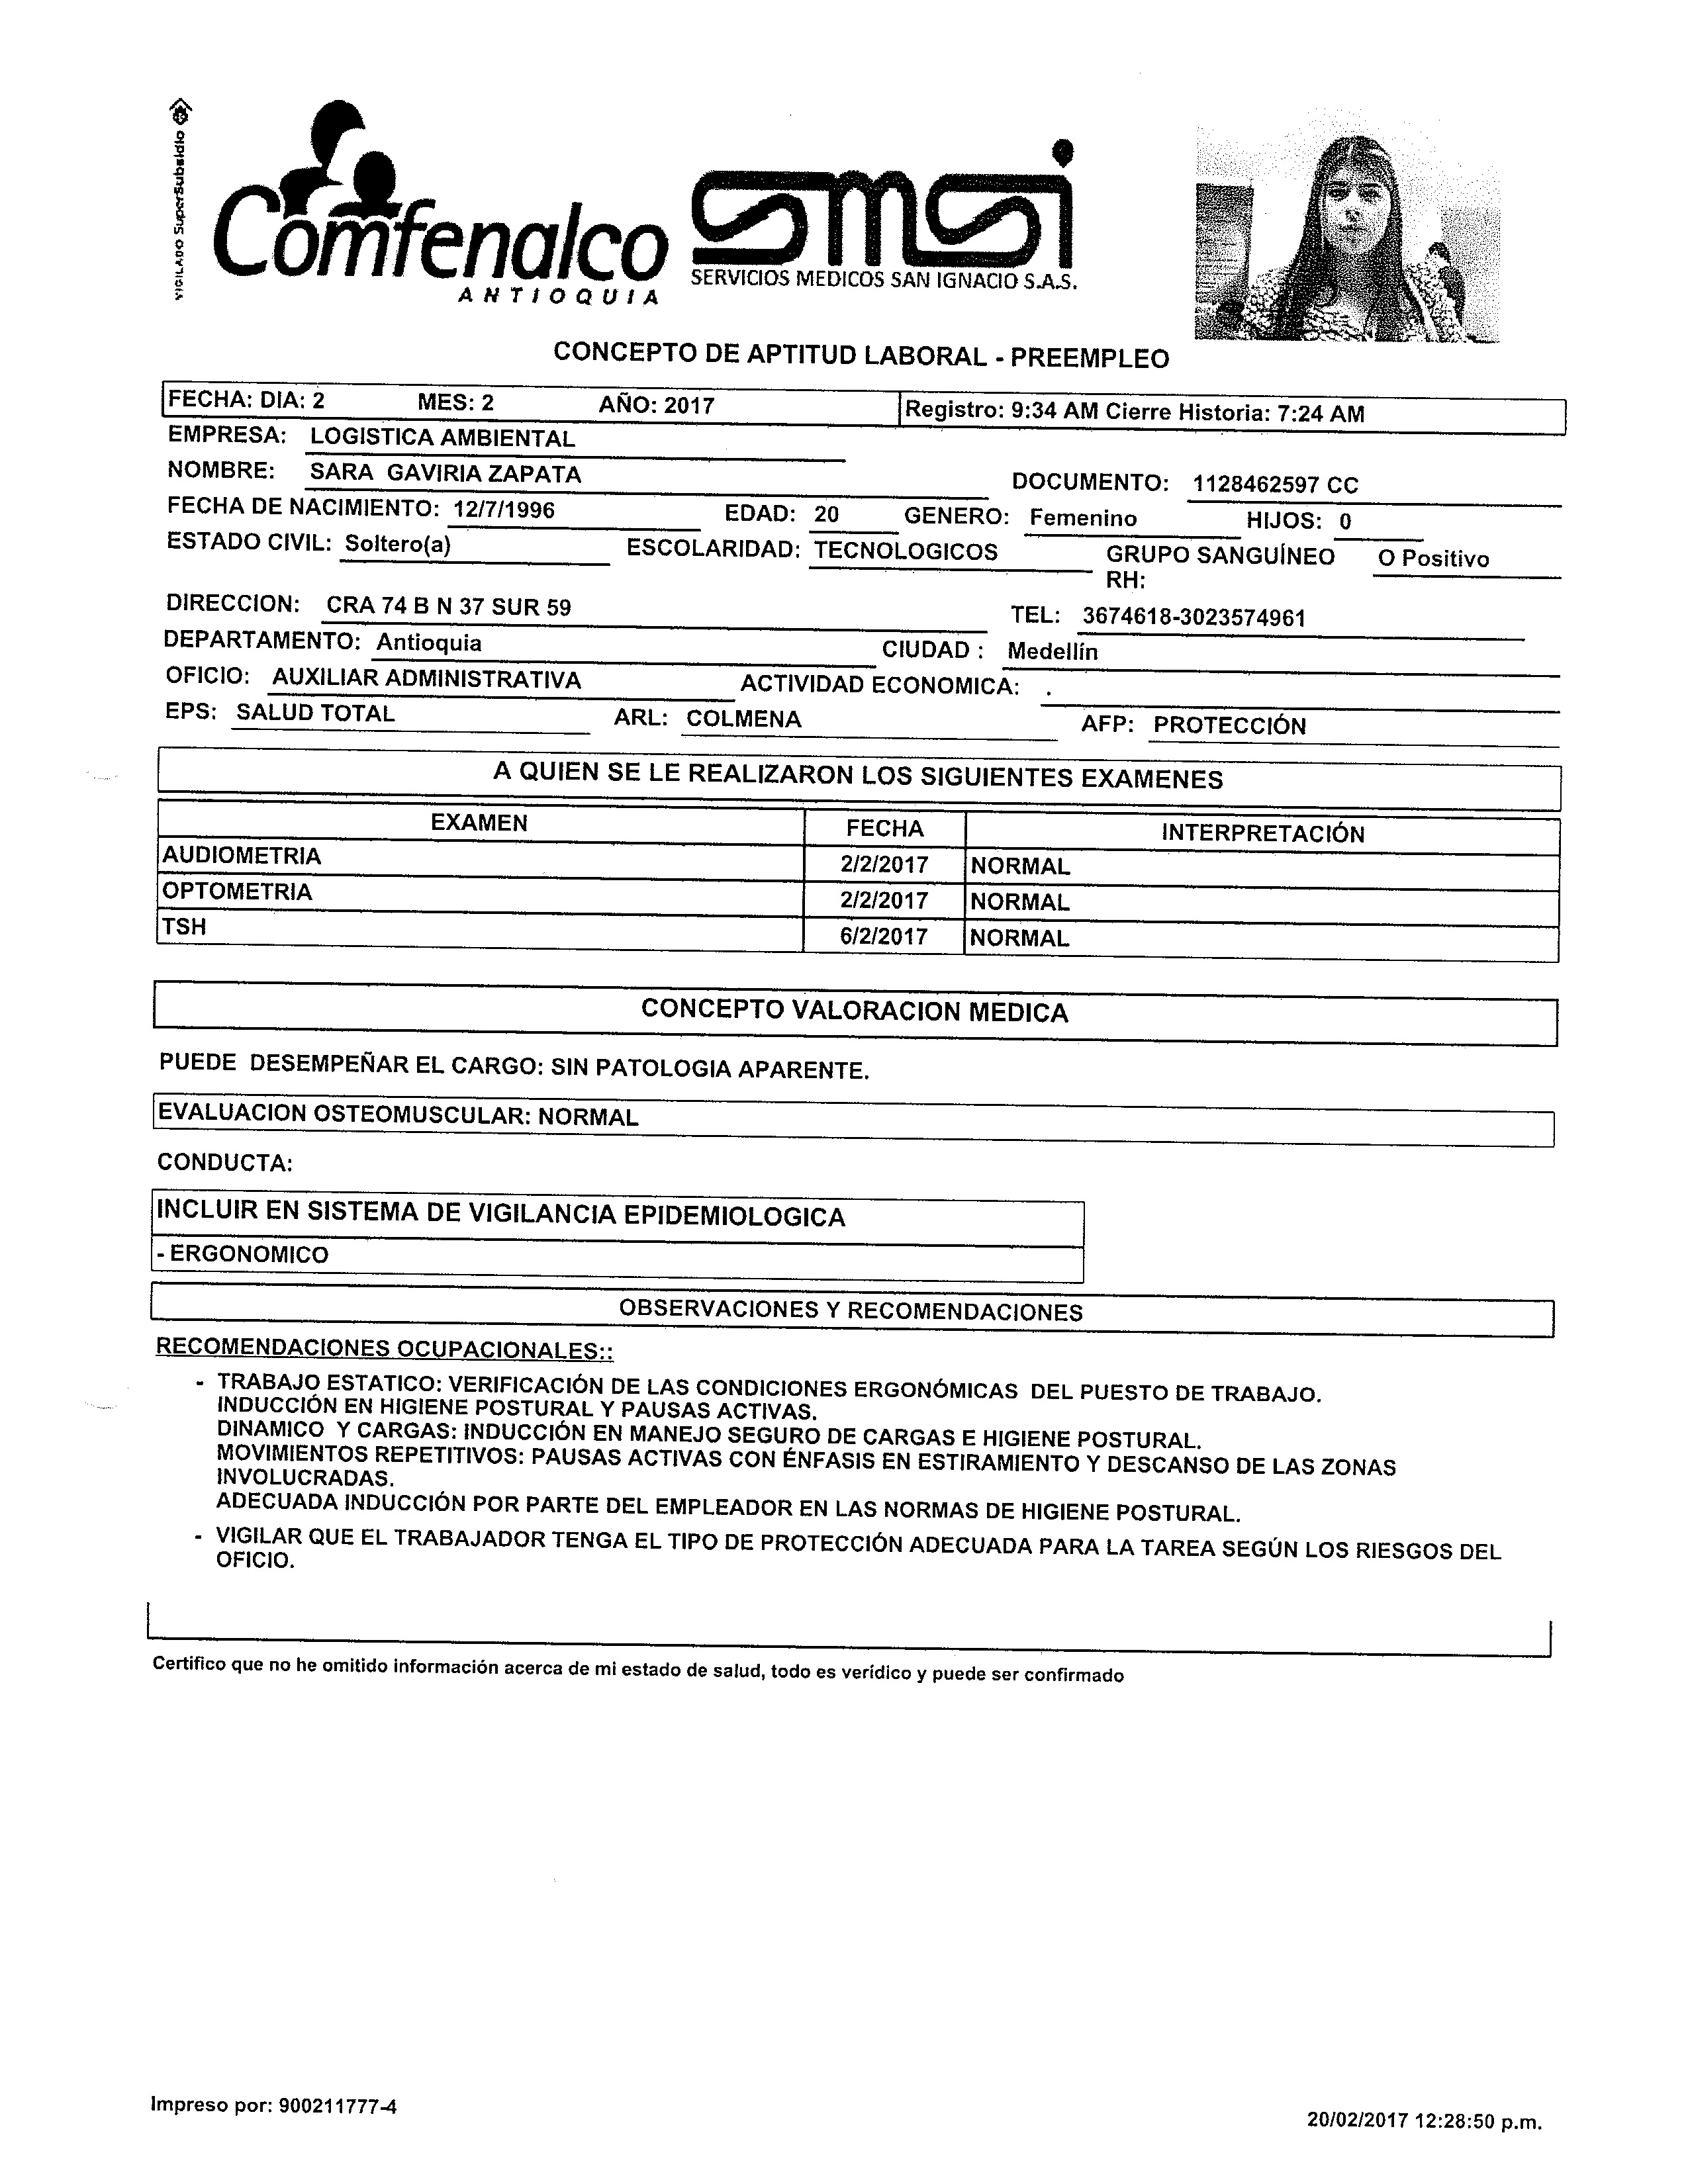 VIGILADO SuperSubsidio
Comfenalco
ANTIOQUIA
smsi
SERVICIOS MEDICOS SAN IGNACIO S.A.S.
CONCEPTO DE APTITUD LABORAL - PREEMPLEO
FECHA: DIA: 2 MES: 2 AÑO: 2017 Registro: 9:34 AM Cierre Historia: 7:24 AM
EMPRESA: LOGISTICA AMBIENTAL
NOMBRE: SARA GAVIRIA ZAPATA DOCUMENTO: 1128462597 CC
FECHA DE NACIMIENTO: 12/7/1996 EDAD: 20 GENERO: Femenino HIJOS: 0
ESTADO CIVIL: Soltero(a) ESCOLARIDAD: TECNOLOGICOS GRUPO SANGUÍNEO O Positivo
RH:
DIRECCION: CRA 74 B N 37 SUR 59 TEL: 3674618-3023574961
DEPARTAMENTO: Antioquia CIUDAD : Medellín
OFICIO: AUXILIAR ADMINISTRATIVA ACTIVIDAD ECONOMICA: .
EPS: SALUD TOTAL ARL: COLMENA AFP: PROTECCIÓN
A QUIEN SE LE REALIZARON LOS SIGUIENTES EXAMENES
EXAMEN FECHA INTERPRETACIÓN
AUDIOMETRIA 2/2/2017 NORMAL
OPTOMETRIA 2/2/2017 NORMAL
TSH 6/2/2017 NORMAL
CONCEPTO VALORACION MEDICA
PUEDE DESEMPEÑAR EL CARGO: SIN PATOLOGIA APARENTE.
EVALUACION OSTEOMUSCULAR: NORMAL
CONDUCTA:
INCLUIR EN SISTEMA DE VIGILANCIA EPIDEMIOLOGICA
- ERGONOMICO
OBSERVACIONES Y RECOMENDACIONES
RECOMENDACIONES OCUPACIONALES::
- TRABAJO ESTATICO: VERIFICACIÓN DE LAS CONDICIONES ERGONÓMICAS DEL PUESTO DE TRABAJO.
INDUCCIÓN EN HIGIENE POSTURAL Y PAUSAS ACTIVAS.
DINAMICO Y CARGAS: INDUCCIÓN EN MANEJO SEGURO DE CARGAS E HIGIENE POSTURAL.
MOVIMIENTOS REPETITIVOS: PAUSAS ACTIVAS CON ÉNFASIS EN ESTIRAMIENTO Y DESCANSO DE LAS ZONAS
INVOLUCRADAS.
ADECUADA INDUCCIÓN POR PARTE DEL EMPLEADOR EN LAS NORMAS DE HIGIENE POSTURAL.
- VIGILAR QUE EL TRABAJADOR TENGA EL TIPO DE PROTECCIÓN ADECUADA PARA LA TAREA SEGÚN LOS RIESGOS DEL
OFICIO.
Certifico que no he omitido información acerca de mi estado de salud, todo es verídico y puede ser confirmado
Impreso por: 900211777-4
20/02/2017 12:28:50 p.m.